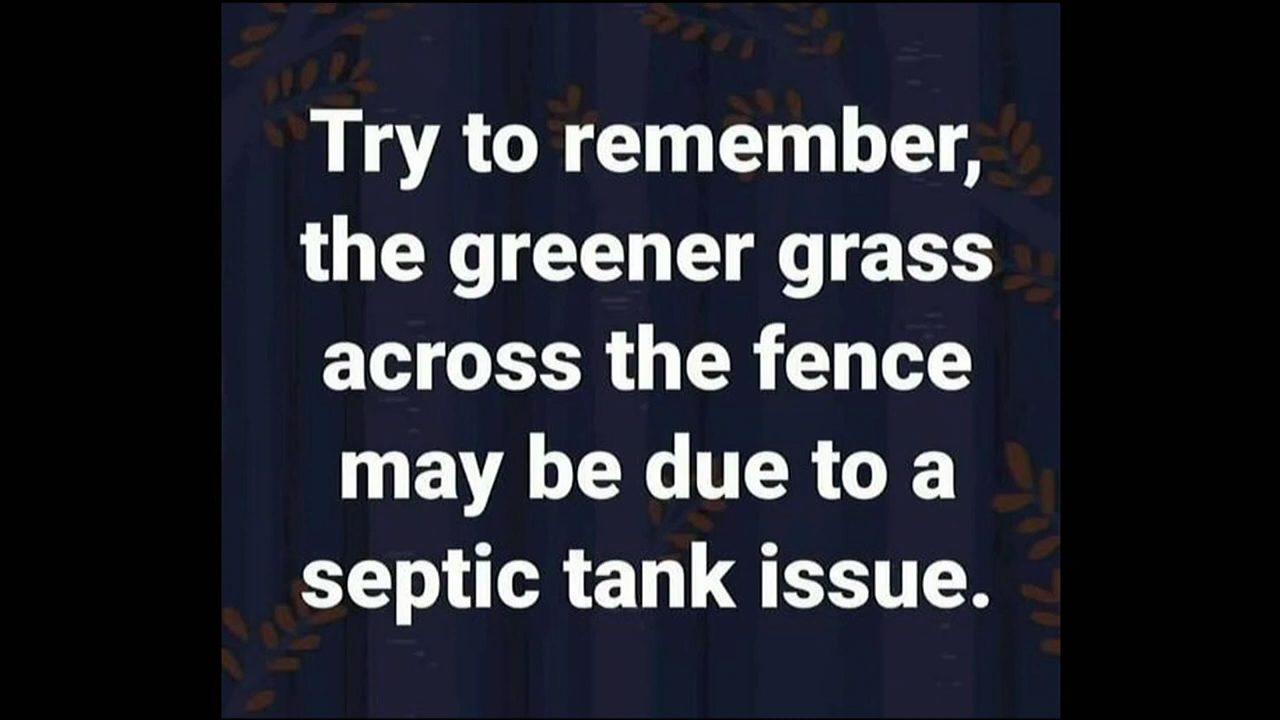 Try to remember,
the greener grass
across the fence
may be due to a
septic tank issue.